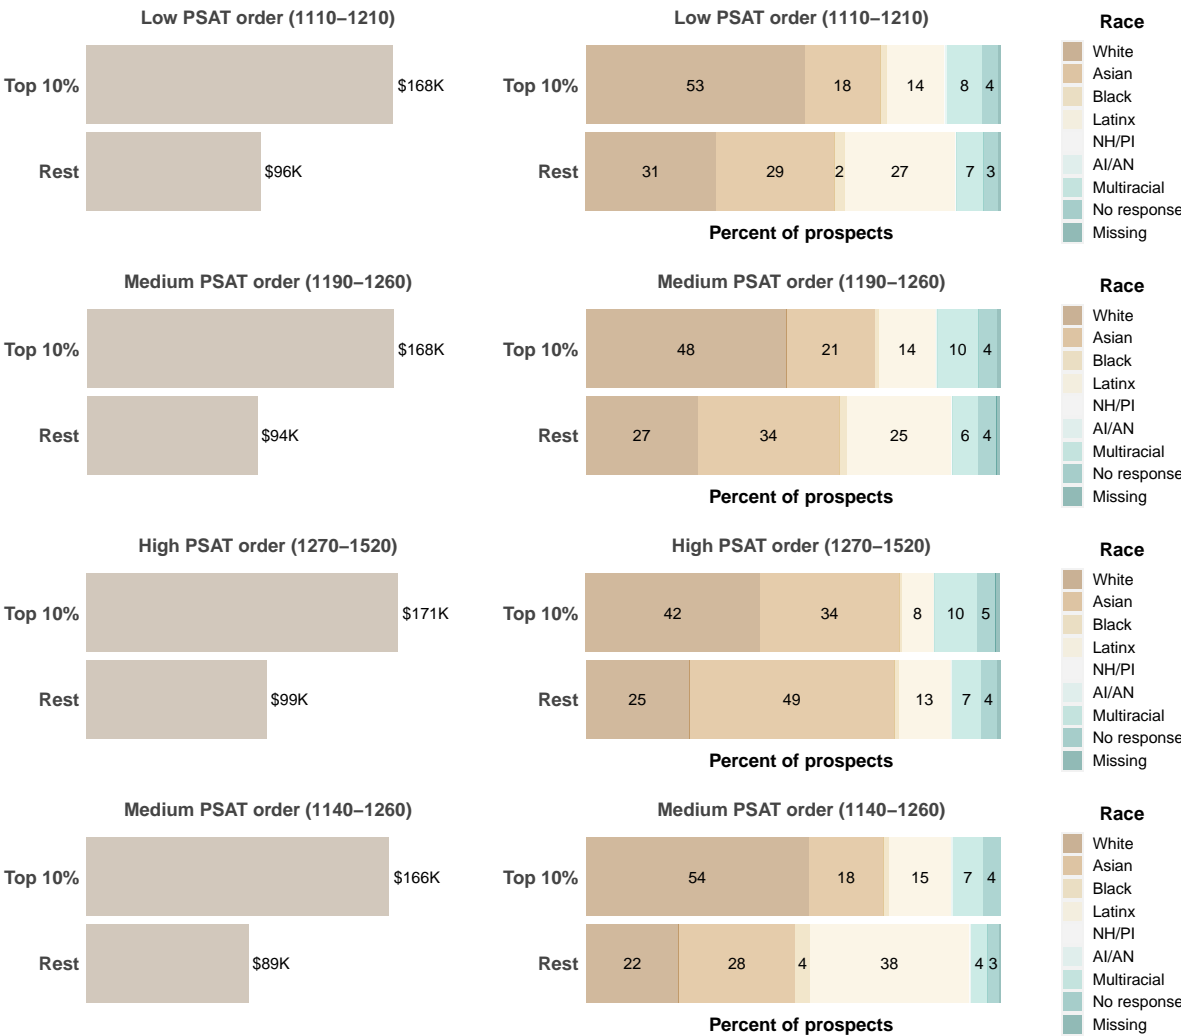 Low PSAT order (1110–1210)
Top 10%
$168K
Rest
$96K
Low PSAT order (1110–1210)
Top 10%
53
18
14
8
4
Rest
31
29
2
27
7
3
Percent of prospects
Race
White
Asian
Black
Latinx
NH/PI
AI/AN
Multiracial
No response
Missing
Medium PSAT order (1190–1260)
Top 10%
$168K
Rest
$94K
Medium PSAT order (1190–1260)
Top 10%
48
21
14
10
4
Rest
27
34
25
6
4
Percent of prospects
Race
White
Asian
Black
Latinx
NH/PI
AI/AN
Multiracial
No response
Missing
High PSAT order (1270–1520)
Top 10%
$171K
Rest
$99K
High PSAT order (1270–1520)
Top 10%
42
34
8
10
5
Rest
25
49
13
7
4
Percent of prospects
Race
White
Asian
Black
Latinx
NH/PI
AI/AN
Multiracial
No response
Missing
Medium PSAT order (1140–1260)
Top 10%
$166K
Rest
$89K
Medium PSAT order (1140–1260)
Top 10%
54
18
15
7
4
Rest
22
28
4
38
4
3
Percent of prospects
Race
White
Asian
Black
Latinx
NH/PI
AI/AN
Multiracial
No response
Missing